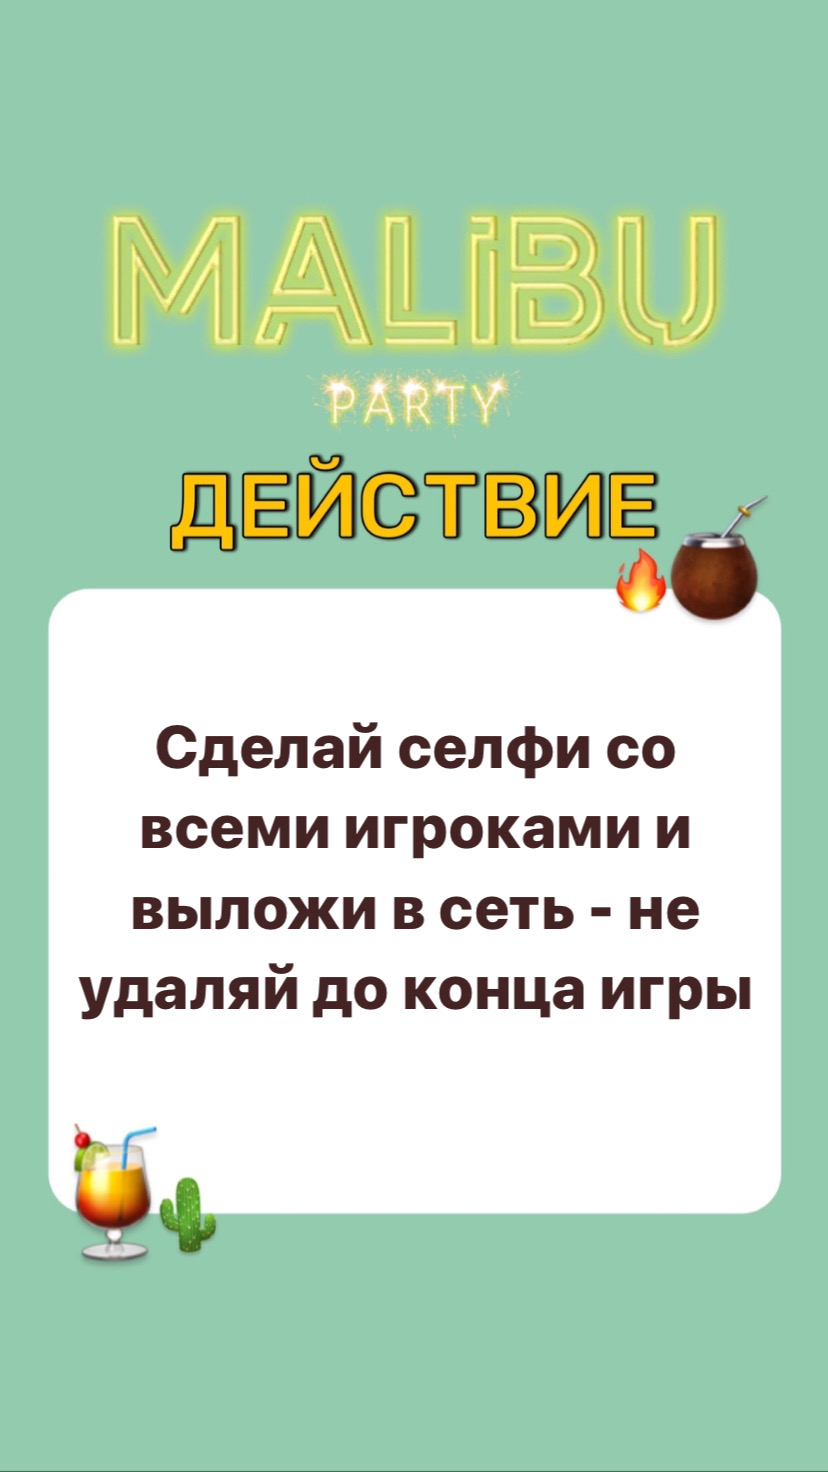 MALiBU
PARTY
ДЕЙСТВИЕ
Сделай селфи со
всеми игроками и
выложи в сеть - не
удаляй до конца игры